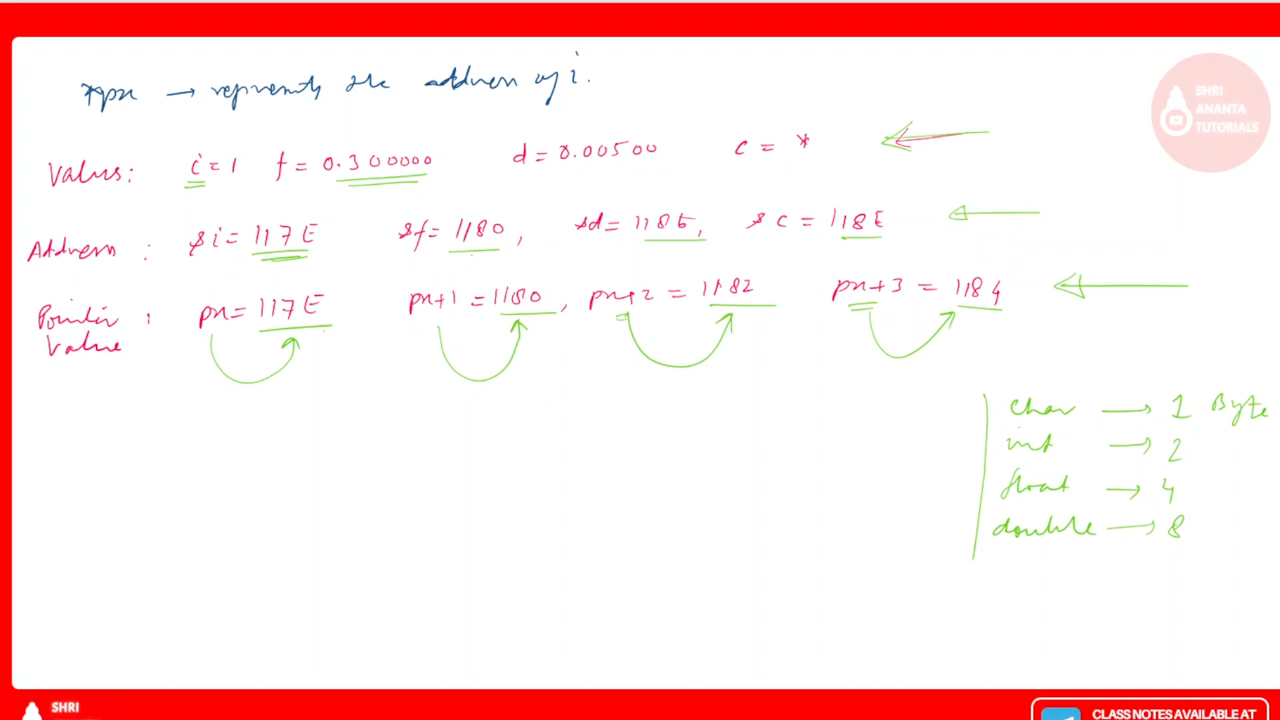 *px → represents the address of i.
SHRI
ANANTA
TUTORIALS
Values: i=1 f = 0.300000 d = 0.00500 c = *
Address : &i = 117E &f = 1180 , &d = 1186, &c = 118E
Pointer Value : px = 117E px+1 = 1180 , px+2 = 1182 px+3 = 1184
char → 1 Byte
int → 2
float → 4
double → 8
SHRI
CLASS NOTES AVAILABLE AT